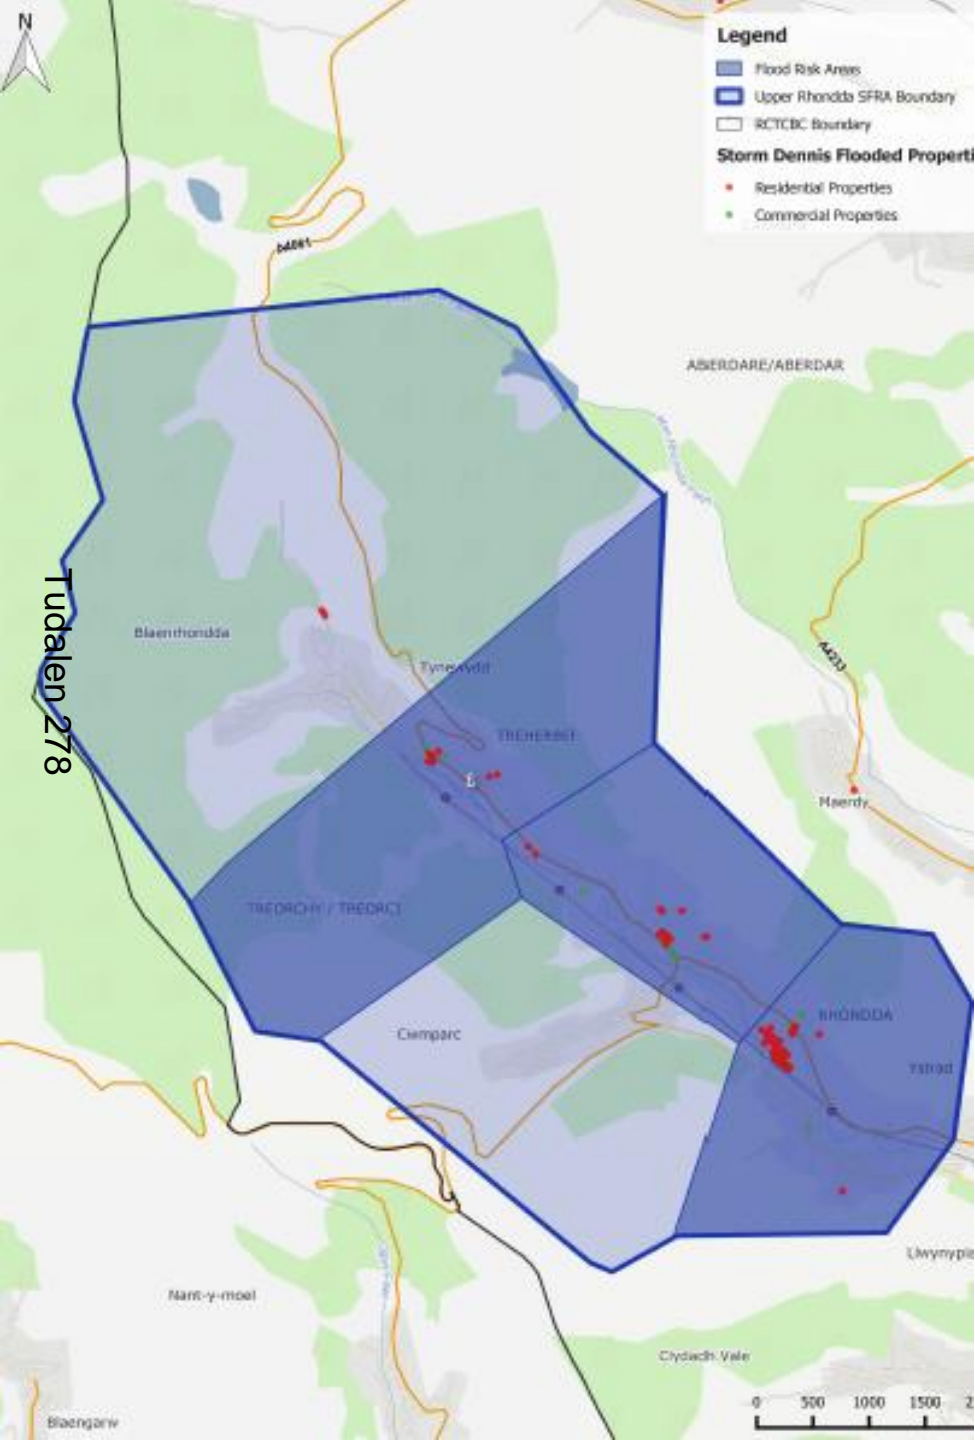 N
Legend
Flood Risk Areas
Upper Rhondda SFRA Boundary
RCTCBC Boundary
Storm Dennis Flooded Properti
Residential Properties
Commercial Properties
b4061
ABERDARE/ABERDAR
Tudalen 278
Blaenrhondda
Tynewydd
A4233
TREHERBERT
Maerdy
TREORCHY / TREORCI
RHONDDA
Cwmparc
Ystrad
Llwynypia
Nant-y-moel
Clydach Vale
0 500 1000 1500 2
Blaengarw